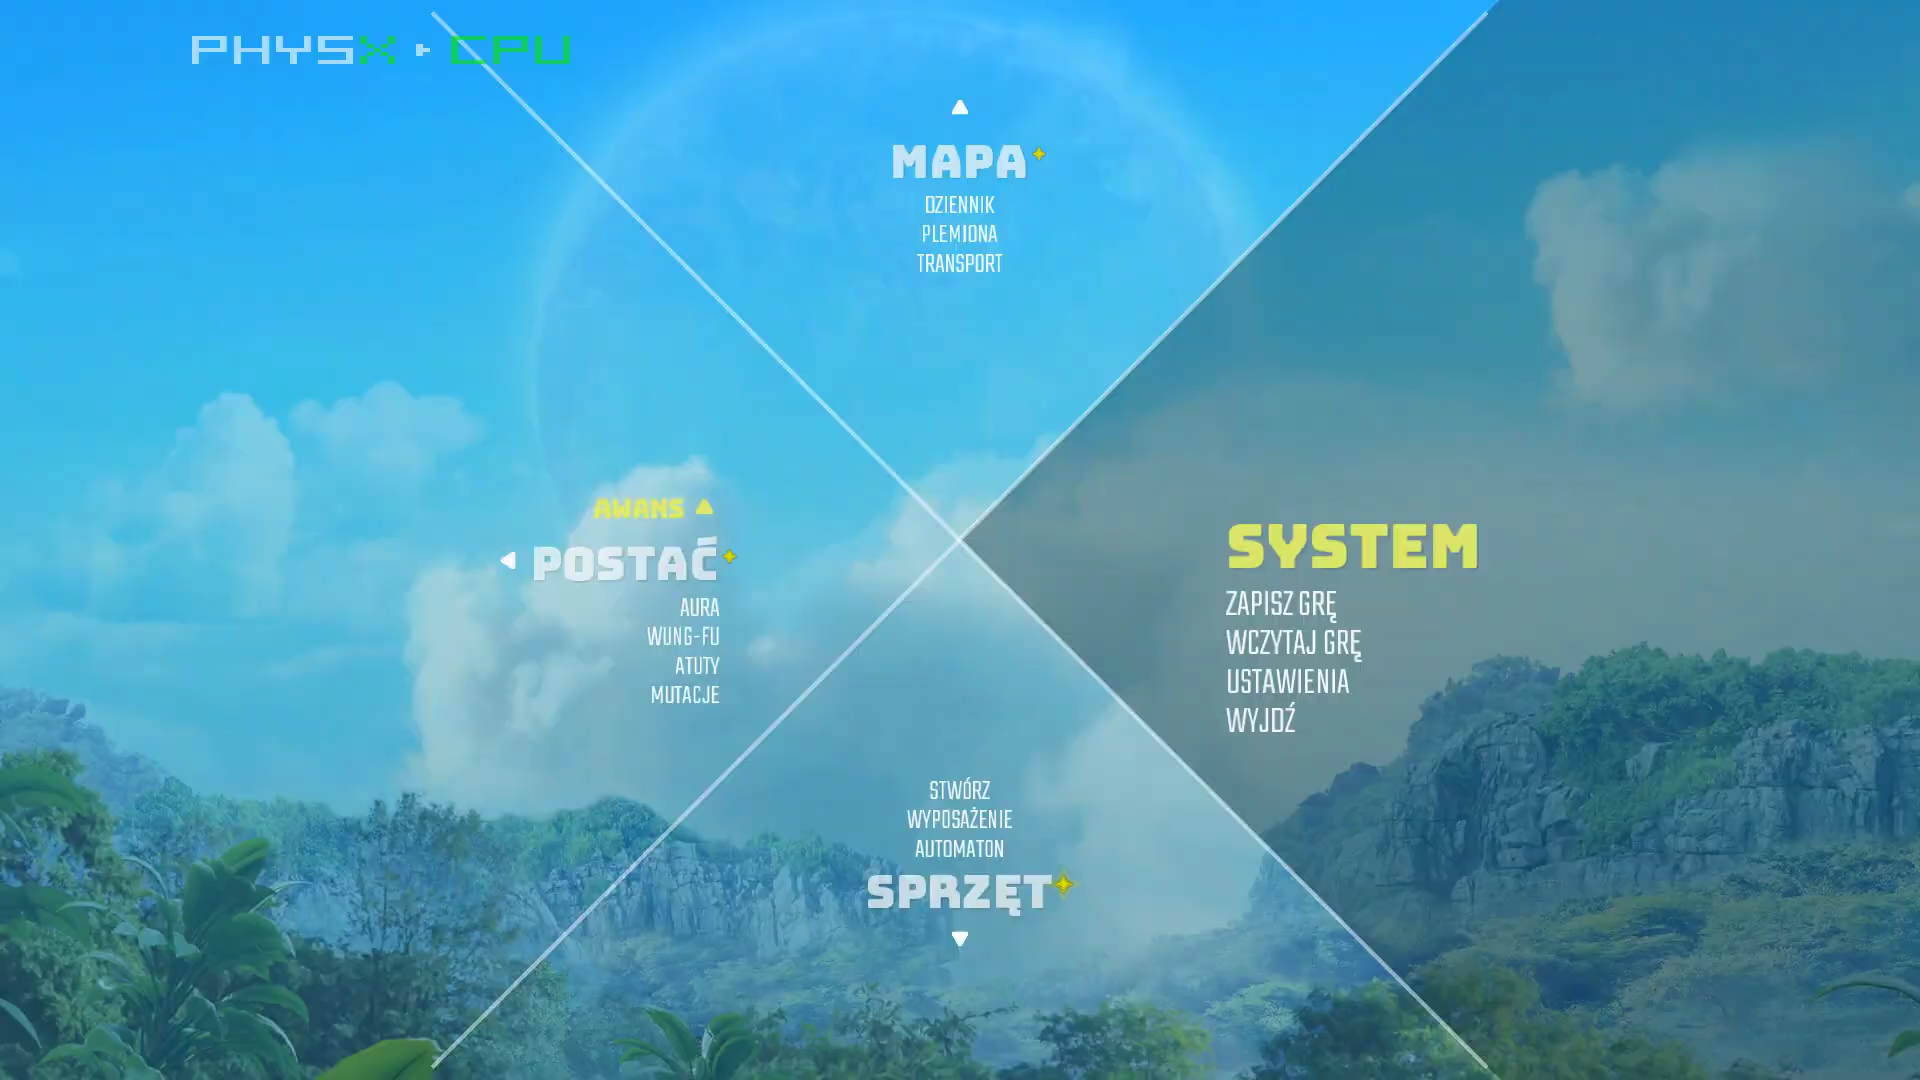 PHYSX CPU
MAPA
DZIENNIK
PLEMIONA
TRANSPORT
AWANS
POSTAĆ
AURA
WUNG-FU
ATUTY
MUTACJE
SYSTEM
ZAPISZ GRĘ
WCZYTAJ GRĘ
USTAWIENIA
WYJDŹ
STWÓRZ
WYPOSAŻENIE
AUTOMATON
SPRZĘT